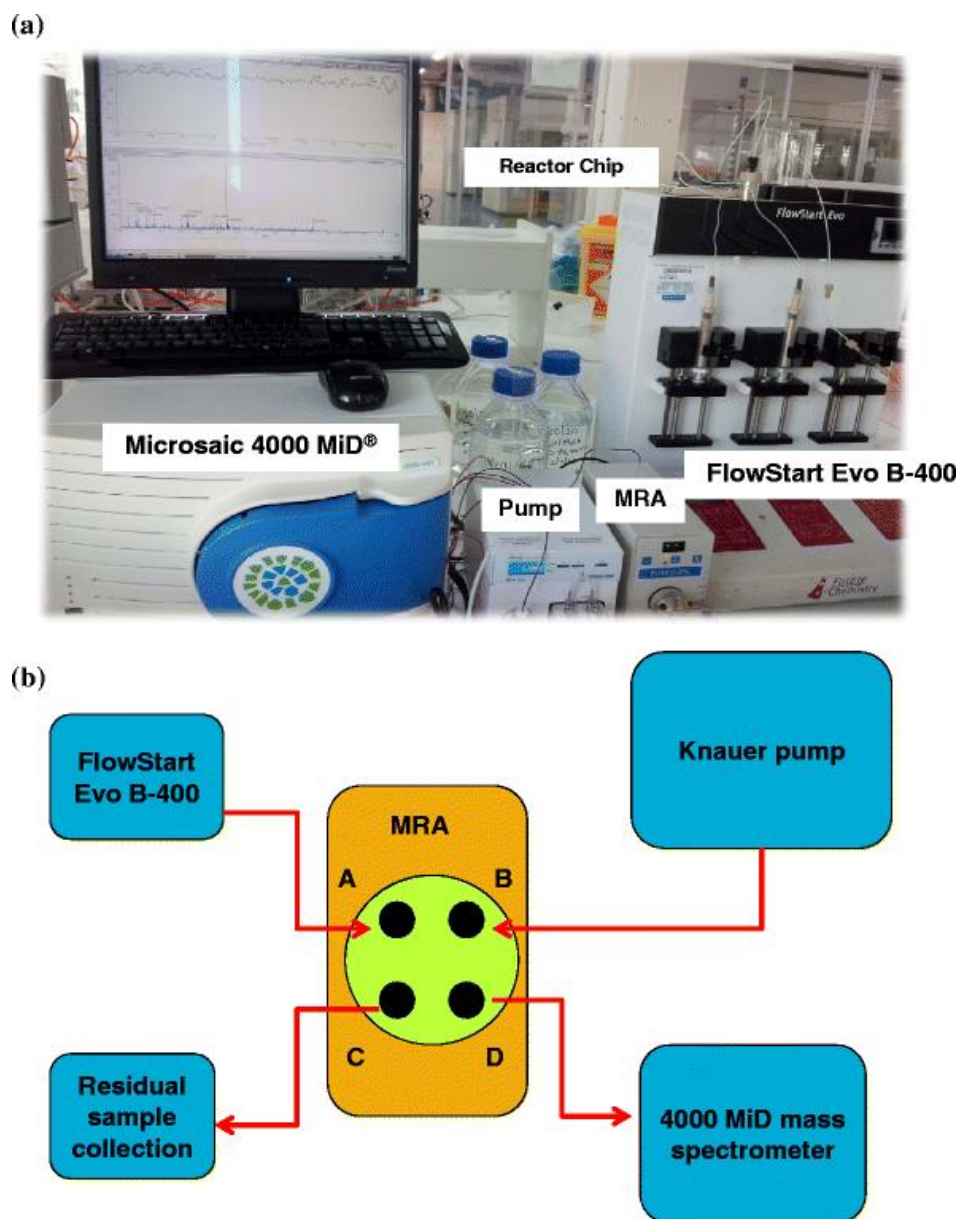 (a)
Reactor Chip
FlowStart Evo
Microsaic 4000 MiD®
FlowStart Evo B-400
MRA
Pump
Chemistry
(b)
FlowStart
Evo B-400
Knauer pump
MRA
A
B
C
D
Residual
sample
collection
4000 MiD mass
spectrometer